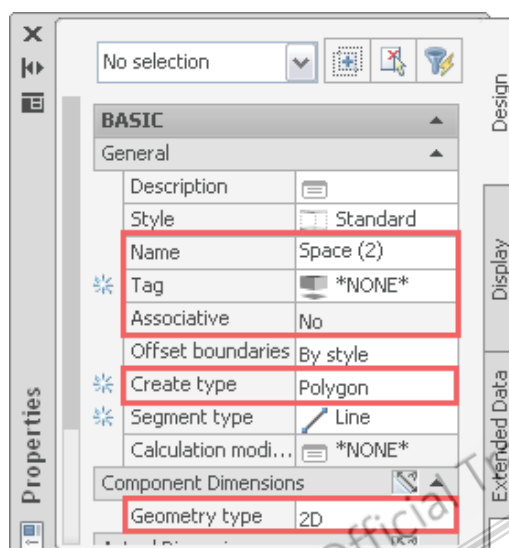 No selection
BASIC
General
Description
Style Standard
Name Space (2)
Tag *NONE*
Associative No
Offset boundaries By style
Create type Polygon
Segment type Line
Calculation modi... *NONE*
Component Dimensions
Geometry type 2D
Properties
Design
Display
Extended Data